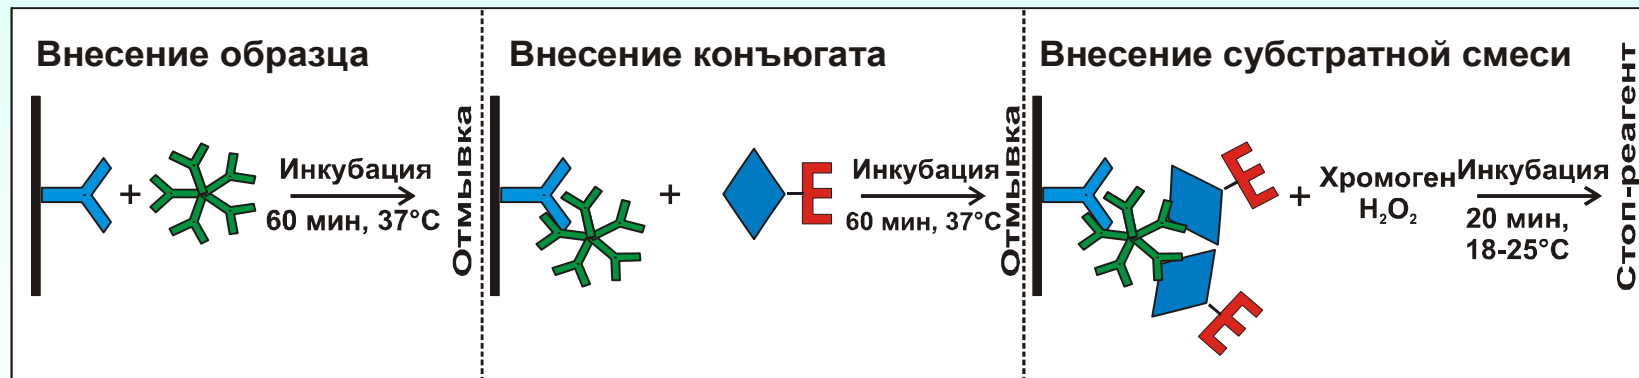 Внесение образца
Инкубация
60 мин, 37°C
Отмывка
Внесение конъюгата
E
Инкубация
60 мин, 37°C
Отмывка
Внесение субстратной смеси
E
E
Хромоген
H₂O₂
Инкубация
20 мин,
18-25°C
Стоп-реагент